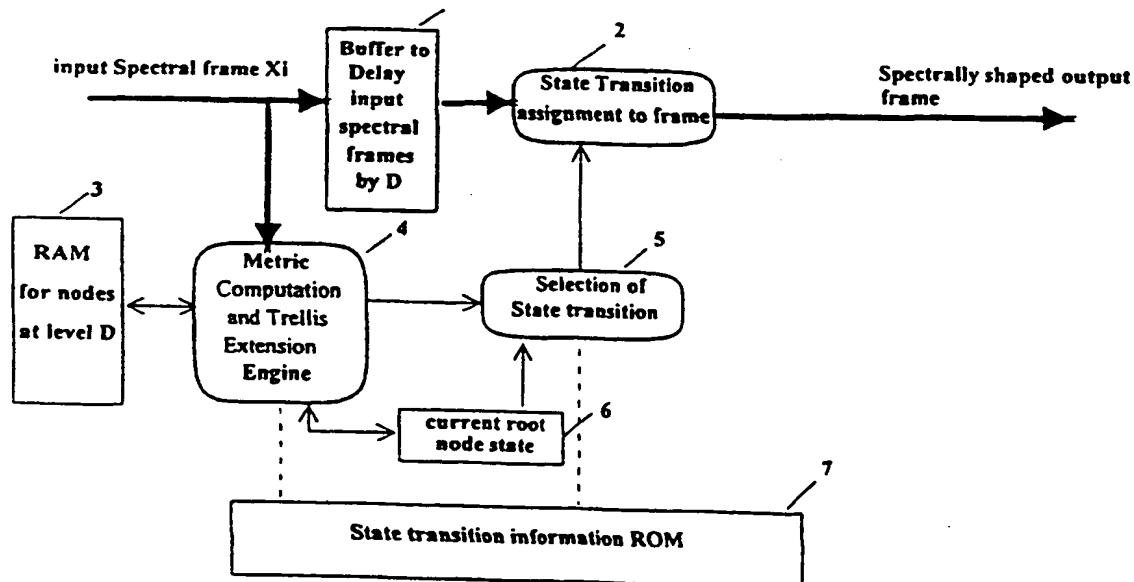 input Spectral frame Xi
Buffer to
Delay
input
spectral
frames
by D
2
State Transition
assignment to frame
Spectrally shaped output
frame
3
RAM
for nodes
at level D
4
Metric
Computation
and Trellis
Extension
Engine
5
Selection of
State transition
6
current root
node state
7
State transition information ROM